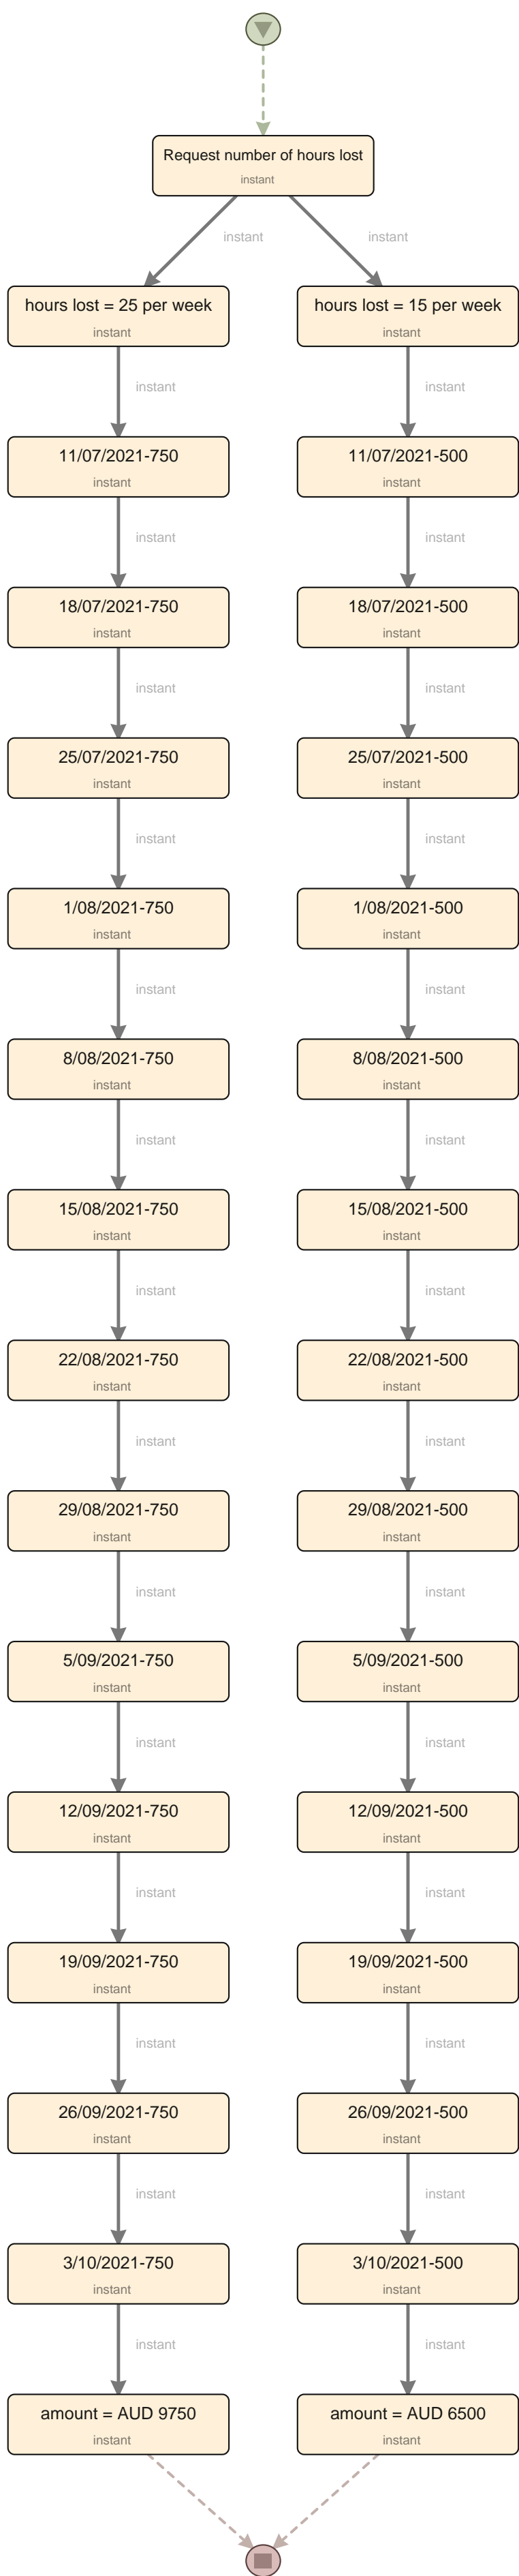 Request number of hours lost
instant
instant
instant
hours lost = 25 per week
instant
hours lost = 15 per week
instant
instant
instant
11/07/2021-750
instant
11/07/2021-500
instant
instant
instant
18/07/2021-750
instant
18/07/2021-500
instant
instant
instant
25/07/2021-750
instant
25/07/2021-500
instant
instant
instant
1/08/2021-750
instant
1/08/2021-500
instant
instant
instant
8/08/2021-750
instant
8/08/2021-500
instant
instant
instant
15/08/2021-750
instant
15/08/2021-500
instant
instant
instant
22/08/2021-750
instant
22/08/2021-500
instant
instant
instant
29/08/2021-750
instant
29/08/2021-500
instant
instant
instant
5/09/2021-750
instant
5/09/2021-500
instant
instant
instant
12/09/2021-750
instant
12/09/2021-500
instant
instant
instant
19/09/2021-750
instant
19/09/2021-500
instant
instant
instant
26/09/2021-750
instant
26/09/2021-500
instant
instant
instant
3/10/2021-750
instant
3/10/2021-500
instant
instant
instant
amount = AUD 9750
instant
amount = AUD 6500
instant